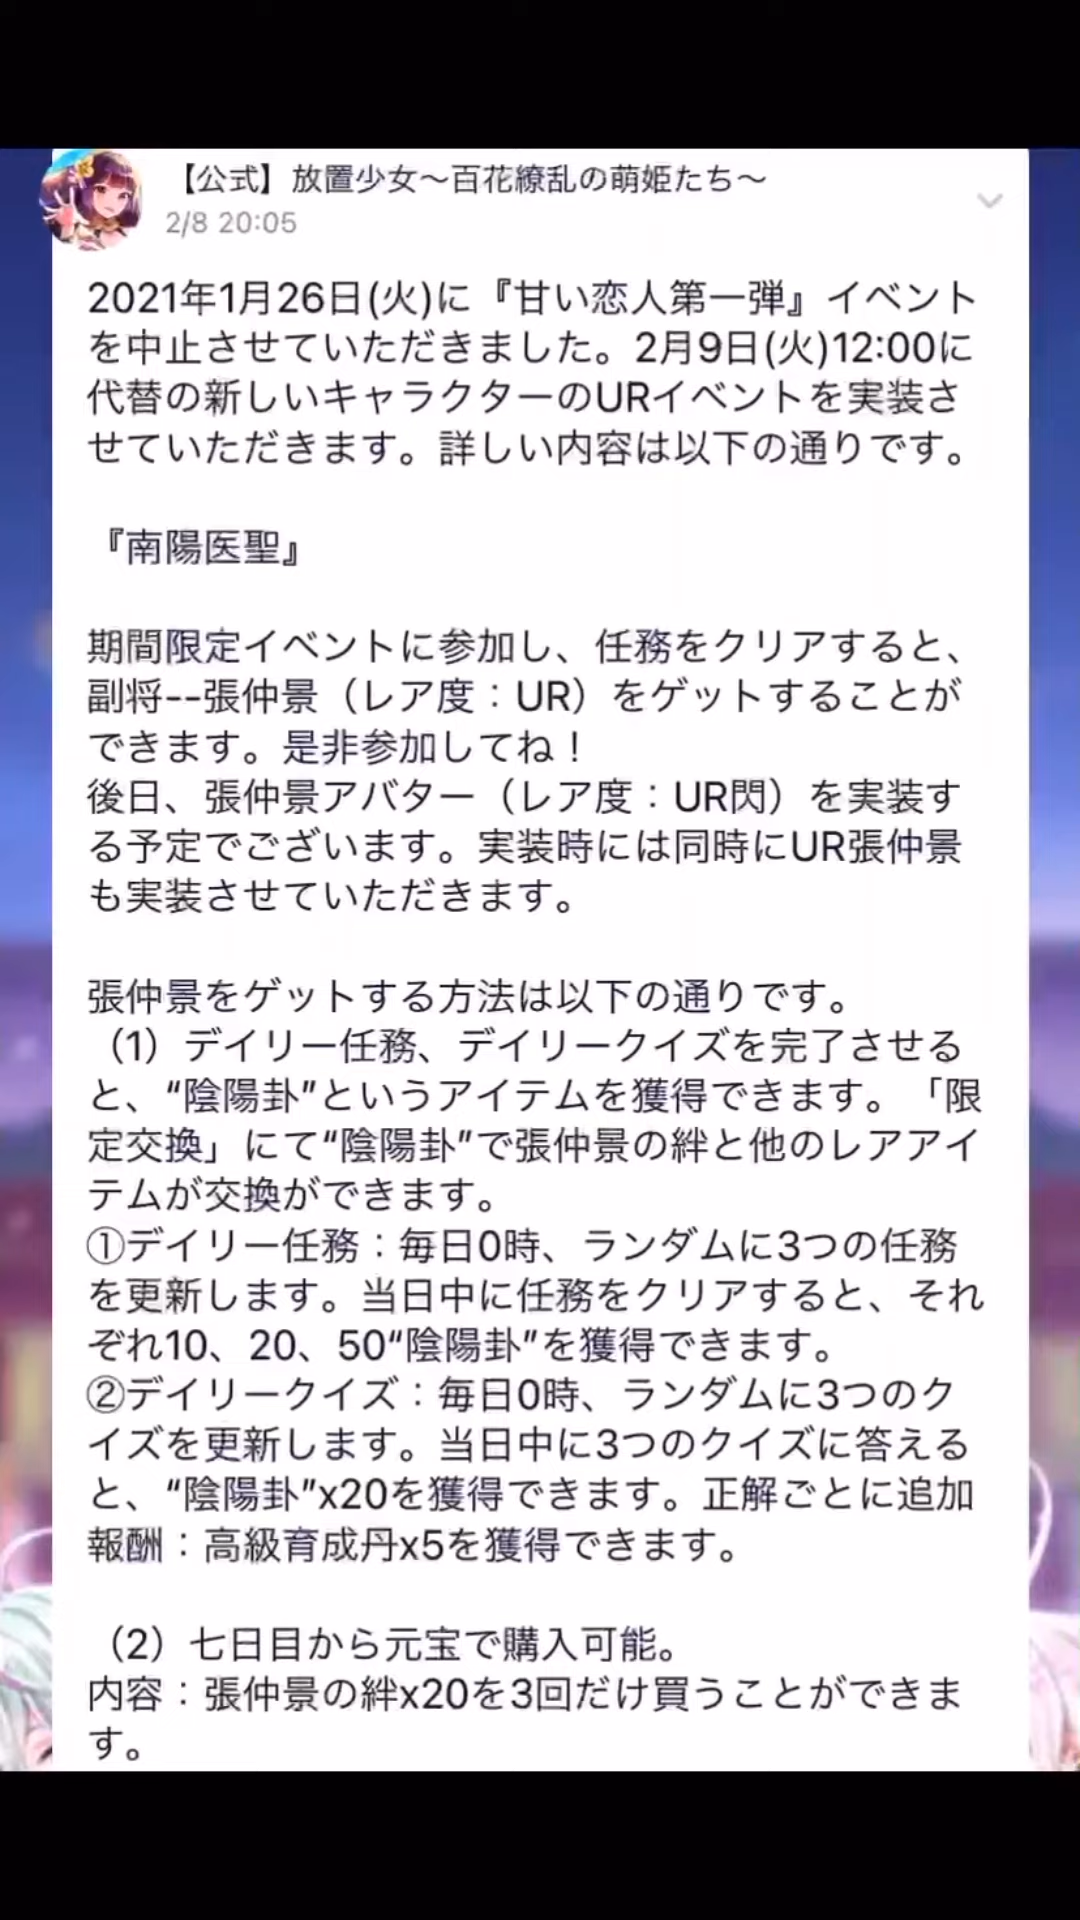 【公式】放置少女〜百花繚乱の萌姫たち〜
2/8 20:05
2021年1月26日(火)に『甘い恋人第一弾』イベント
を中止させていただきました。2月9日(火)12:00に
代替の新しいキャラクターのURイベントを実装さ
せていただきます。詳しい内容は以下の通りです。
『南陽医聖』
期間限定イベントに参加し、任務をクリアすると、
副将--張仲景（レア度：UR）をゲットすることが
できます。是非参加してね！
後日、張仲景アバター（レア度：UR閃）を実装す
る予定でございます。実装時には同時にUR張仲景
も実装させていただきます。
張仲景をゲットする方法は以下の通りです。
（1）デイリー任務、デイリークイズを完了させる
と、“陰陽卦”というアイテムを獲得できます。「限
定交換」にて“陰陽卦”で張仲景の絆と他のレアアイ
テムが交換ができます。
①デイリー任務：毎日0時、ランダムに3つの任務
を更新します。当日中に任務をクリアすると、それ
ぞれ10、20、50“陰陽卦”を獲得できます。
②デイリークイズ：毎日0時、ランダムに3つのク
イズを更新します。当日中に3つのクイズに答える
と、“陰陽卦”x20を獲得できます。正解ごとに追加
報酬：高級育成丹x5を獲得できます。
（2）七日目から元宝で購入可能。
内容：張仲景の絆x20を3回だけ買うことができま
す。